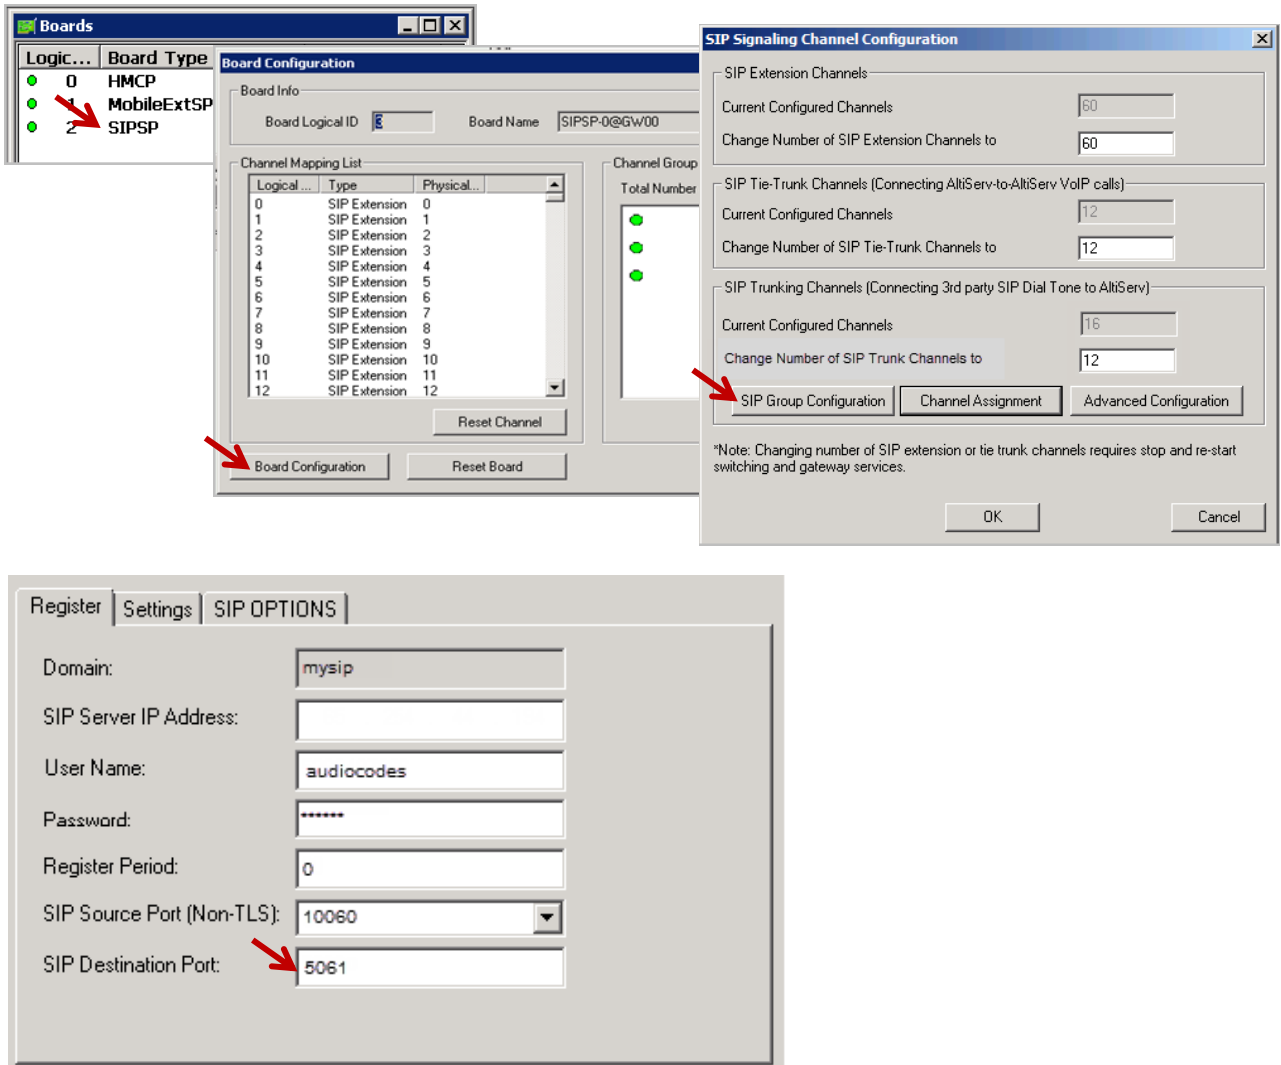 Boards
Logic... Board Type
0 HMCP
1 MobileExtSP
2 SIPSP
Board Configuration
Board Info
Board Logical ID
Board Name SIPSP-0@GW00
Channel Mapping List
Logical ... Type Physical...
0 SIP Extension 0
1 SIP Extension 1
2 SIP Extension 2
3 SIP Extension 3
4 SIP Extension 4
5 SIP Extension 5
6 SIP Extension 6
7 SIP Extension 7
8 SIP Extension 8
9 SIP Extension 9
10 SIP Extension 10
11 SIP Extension 11
12 SIP Extension 12
Reset Channel
Channel Group
Total Number
Board Configuration
Reset Board
SIP Signaling Channel Configuration
SIP Extension Channels
Current Configured Channels 60
Change Number of SIP Extension Channels to 60
SIP Tie-Trunk Channels (Connecting AltiServ-to-AltiServ VoIP calls)
Current Configured Channels 12
Change Number of SIP Tie-Trunk Channels to 12
SIP Trunking Channels (Connecting 3rd party SIP Dial Tone to AltiServ)
Current Configured Channels 16
Change Number of SIP Trunk Channels to 12
SIP Group Configuration
Channel Assignment
Advanced Configuration
*Note: Changing number of SIP extension or tie trunk channels requires stop and re-start
switching and gateway services.
OK
Cancel
Register Settings SIP OPTIONS
Domain: mysip
SIP Server IP Address:
User Name: audiocodes
Password: ******
Register Period: 0
SIP Source Port (Non-TLS): 10060
SIP Destination Port: 5061